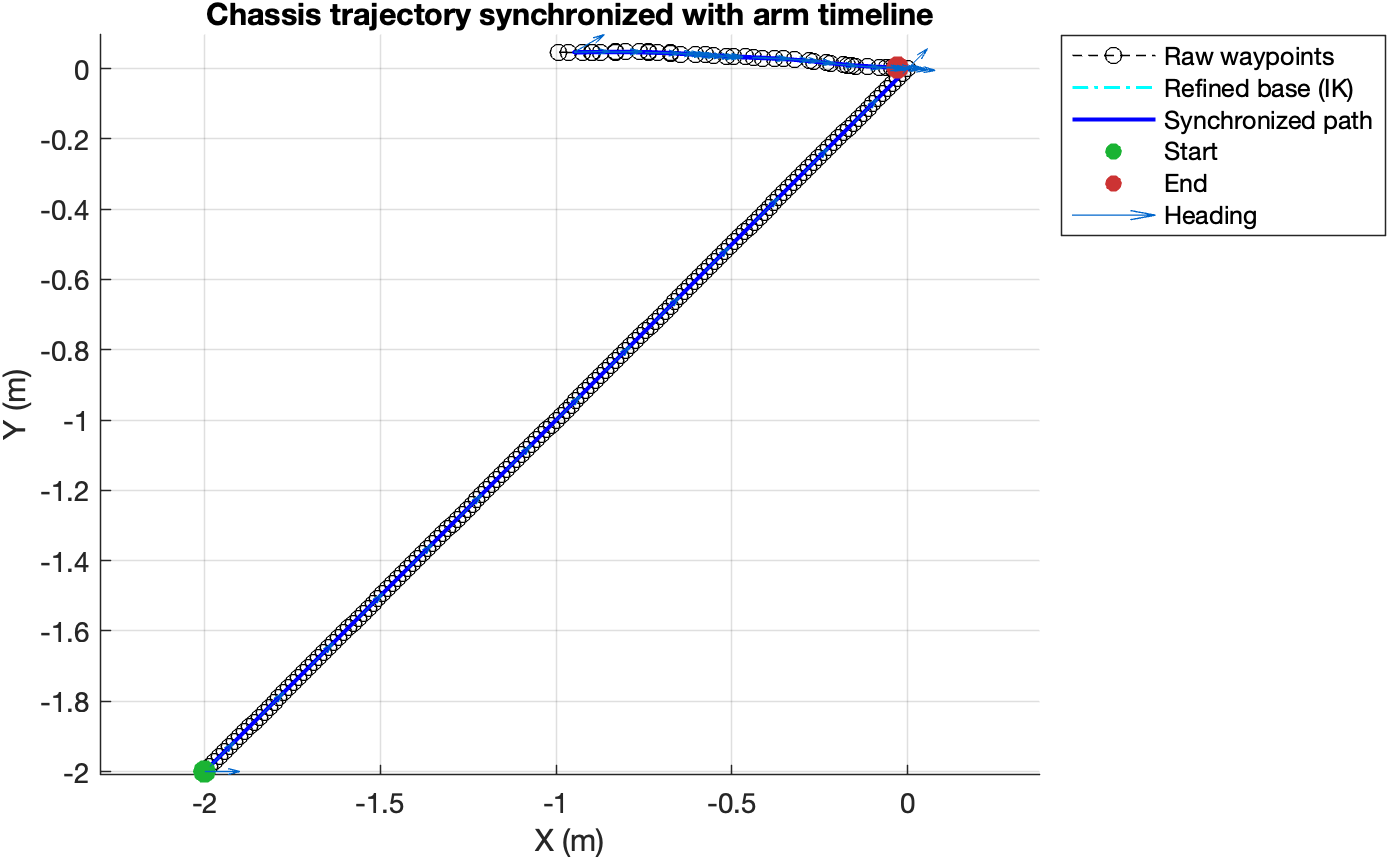 Chassis trajectory synchronized with arm timeline
Raw waypoints
Refined base (IK)
Synchronized path
Start
End
Heading
0
-0.2
-0.4
-0.6
-0.8
-1
-1.2
-1.4
-1.6
-1.8
-2
Y (m)
-2
-1.5
-1
-0.5
0
X (m)